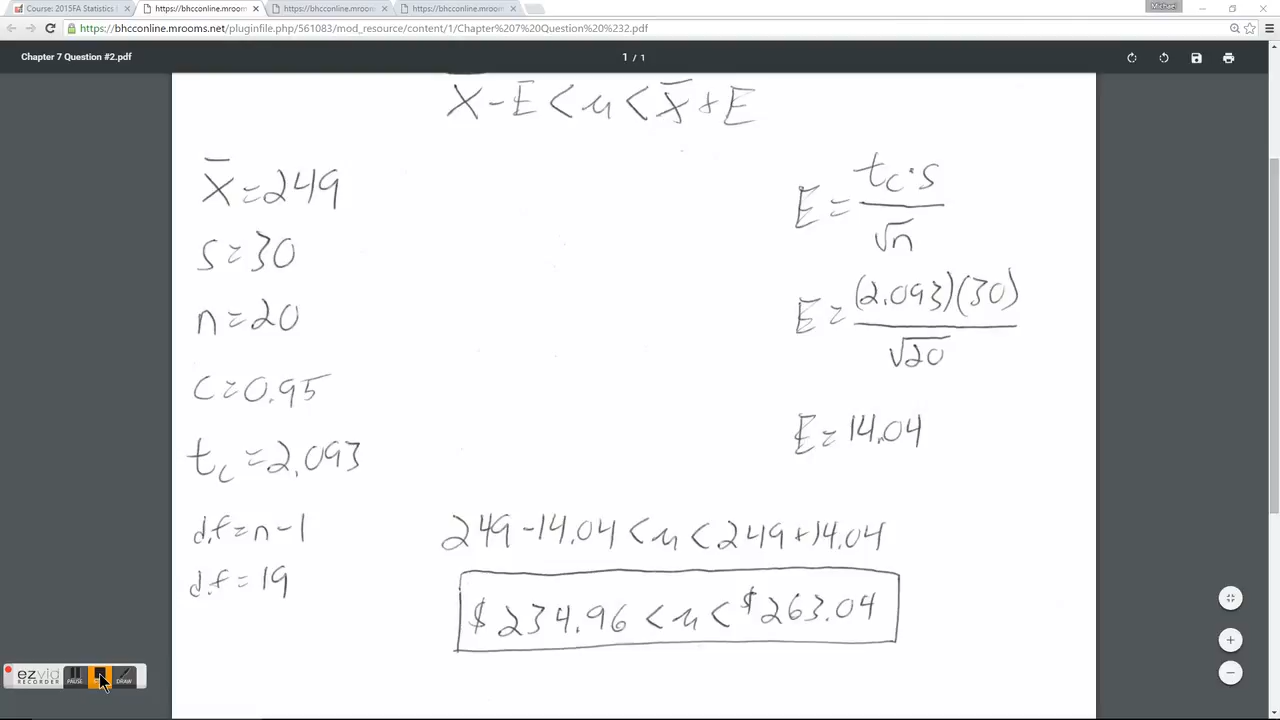 Course: 2015FA Statistics I
https://bhcconline.mrooms
https://bhcconline.mrooms
https://bhcconline.mrooms
Michael
https://bhcconline.mrooms.net/pluginfile.php/561083/mod_resource/content/1/Chapter%207%20Question%20%232.pdf
Chapter 7 Question #2.pdf
1 / 1
X - E < μ < X̄ + E
X̄ = 249
E = tc · s / √n
s = 30
n = 20
E = (2.093)(30) / √20
c = 0.95
E = 14.04
tc = 2.093
d.f = n - 1
249 - 14.04 < μ < 249 + 14.04
d.f = 19
$234.96 < μ < $263.04
ezvid
RECORDER
PAUSE
DRAW